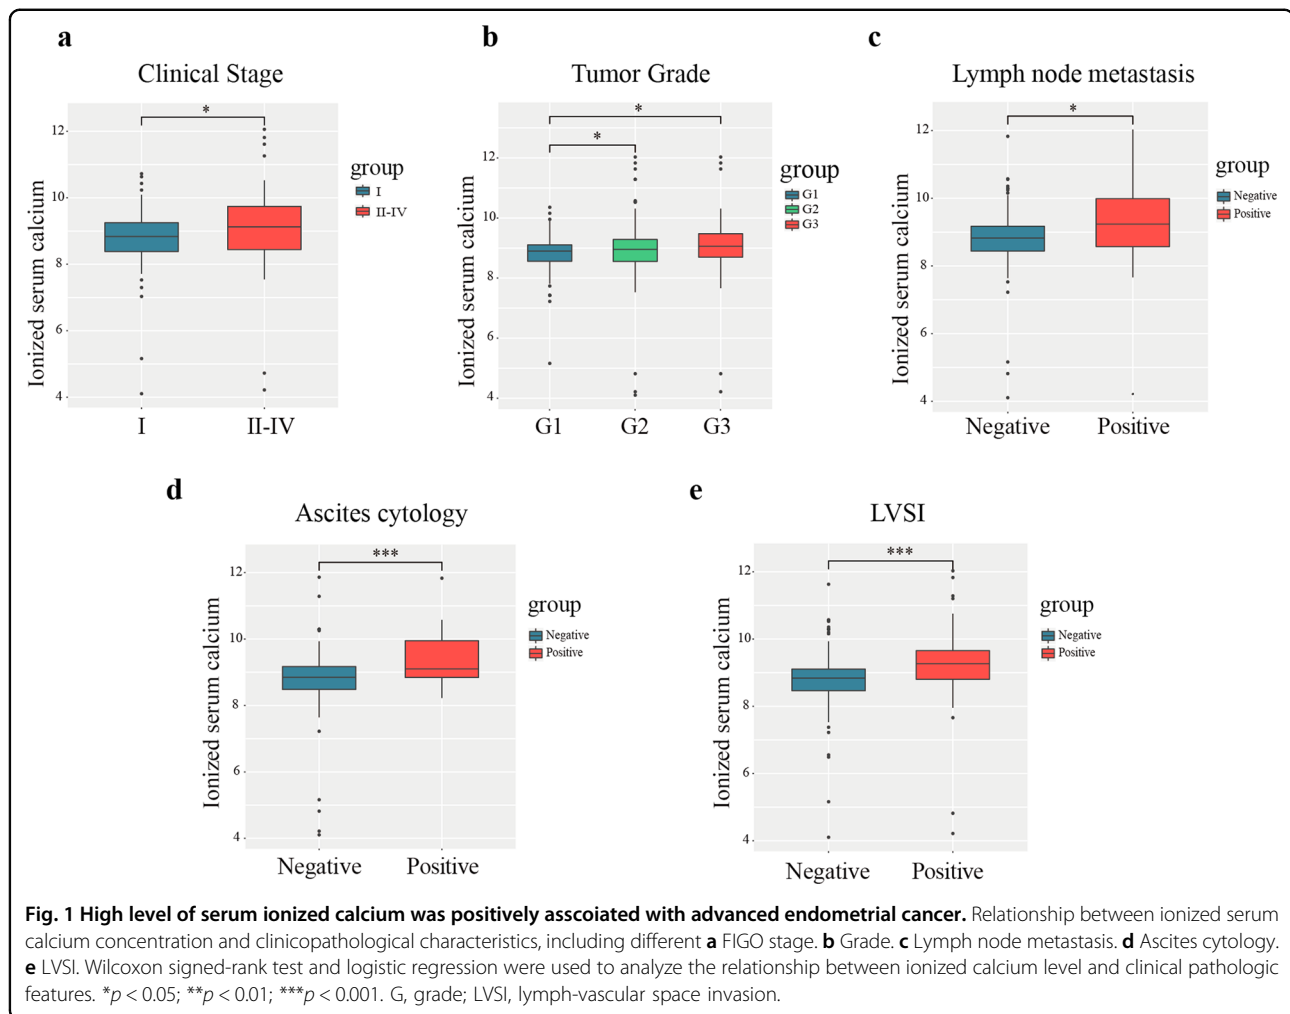 a
Clinical Stage
*
12
10
8
6
4
Ionized serum calcium
I
II-IV
group
I
II-IV
b
Tumor Grade
*
*
12
10
8
6
4
Ionized serum calcium
G1
G2
G3
group
G1
G2
G3
c
Lymph node metastasis
*
12
10
8
6
4
Ionized serum calcium
Negative
Positive
group
Negative
Positive
d
Ascites cytology
***
12
10
8
6
4
Ionized serum calcium
Negative
Positive
group
Negative
Positive
e
LVSI
***
12
10
8
6
4
Ionized serum calcium
Negative
Positive
group
Negative
Positive
Fig. 1 High level of serum ionized calcium was positively asscoiated with advanced endometrial cancer. Relationship between ionized serum
calcium concentration and clinicopathological characteristics, including different a FIGO stage. b Grade. c Lymph node metastasis. d Ascites cytology.
e LVSI. Wilcoxon signed-rank test and logistic regression were used to analyze the relationship between ionized calcium level and clinical pathologic
features. *p < 0.05; **p < 0.01; ***p < 0.001. G, grade; LVSI, lymph-vascular space invasion.